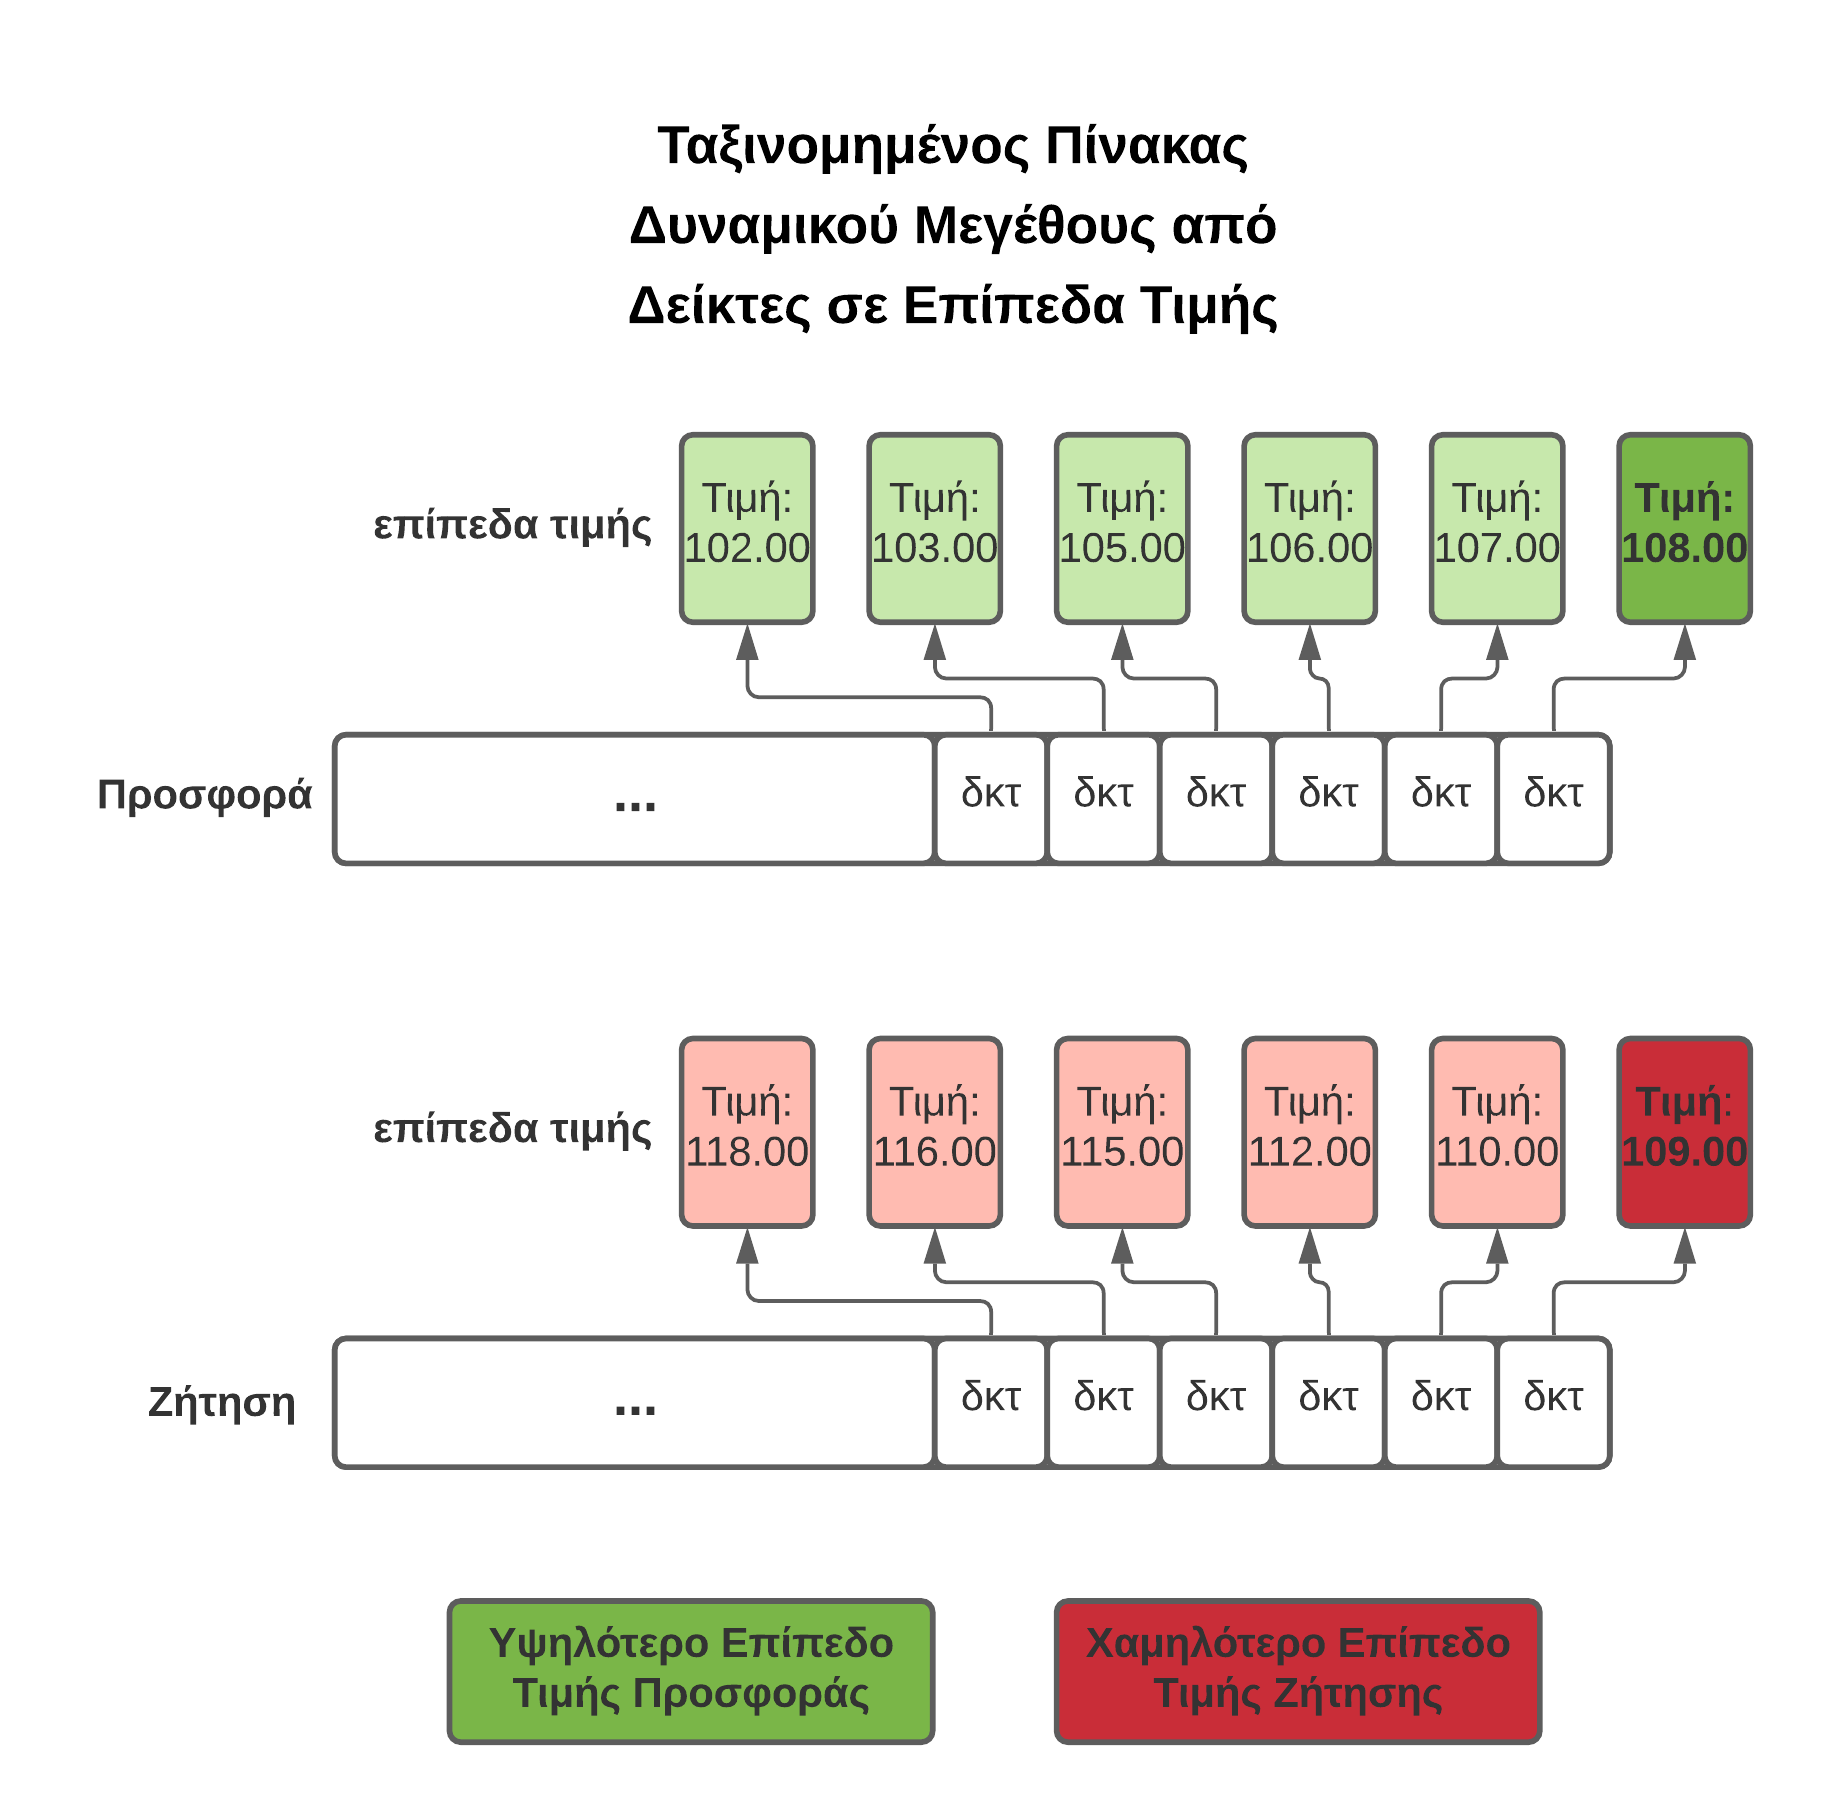 Ταξινομημένος Πίνακας
Δυναμικού Μεγέθους από
Δείκτες σε Επίπεδα Τιμής
επίπεδα τιμής
Τιμή:
102.00
Τιμή:
103.00
Τιμή:
105.00
Τιμή:
106.00
Τιμή:
107.00
Τιμή:
108.00
Προσφορά
...
δκτ
δκτ
δκτ
δκτ
δκτ
δκτ
επίπεδα τιμής
Τιμή:
118.00
Τιμή:
116.00
Τιμή:
115.00
Τιμή:
112.00
Τιμή:
110.00
Τιμή:
109.00
Ζήτηση
...
δκτ
δκτ
δκτ
δκτ
δκτ
δκτ
Υψηλότερο Επίπεδο
Τιμής Προσφοράς
Χαμηλότερο Επίπεδο
Τιμής Ζήτησης